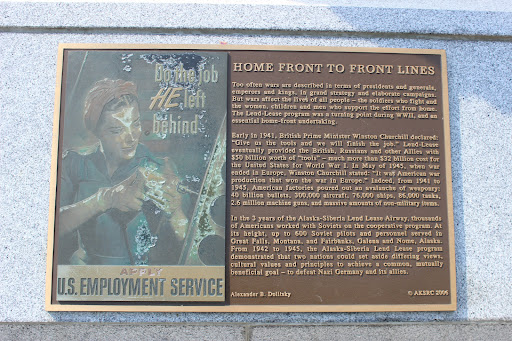 Do the job
HE left
behind
APPLY
U.S. EMPLOYMENT SERVICE
HOME FRONT TO FRONT LINES
Too often wars are described in terms of presidents and generals,
emperors and kings, in grand strategy and elaborate campaigns.
But wars affect the lives of all people – the soldiers who fight and
the women, children and men who support the effort from home.
The Lend-Lease program was a turning point during WWII, and an
essential home-front undertaking.
Early in 1941, British Prime Minister Winston Churchill declared:
"Give us the tools and we will finish the job." Lend-Lease
eventually provided the British, Russians and other Allies with
$50 billion worth of "tools" – much more than $32 billion cost for
the United States for World War I. In May of 1945, when war
ended in Europe, Winston Churchill stated: "It was American war
production that won the war in Europe." Indeed, from 1941 to
1945, American factories poured out an avalanche of weaponry:
40 billion bullets, 300,000 aircraft, 76,000 ships, 86,000 tanks,
2.6 million machine guns, and massive amounts of non-military items.
In the 3 years of the Alaska-Siberia Lend Lease Airway, thousands
of Americans worked with Soviets on the cooperative program. At
its height, up to 600 Soviet pilots and personnel served in
Great Falls, Montana, and Fairbanks, Galena and Nome, Alaska.
From 1942 to 1945, the Alaska-Siberia Lend Lease program
demonstrated that two nations could set aside differing views,
cultural values and principles to achieve a common, mutually
beneficial goal – to defeat Nazi Germany and its allies.
Alexander B. Dolitsky
© AKSRC 2006